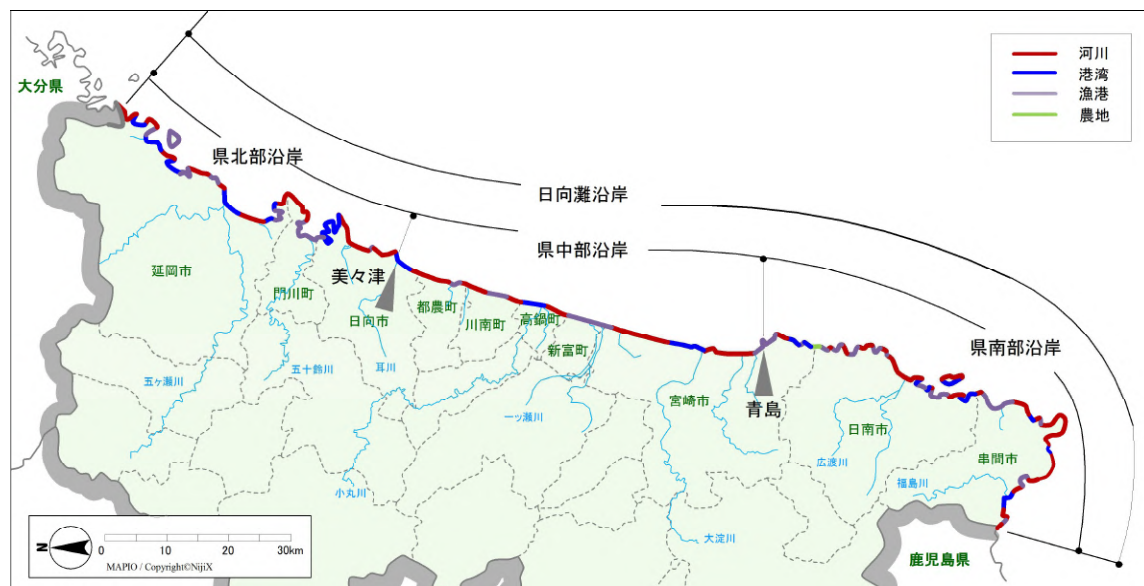 河川
港湾
漁港
農地
大分県
県北部沿岸
日向灘沿岸
県中部沿岸
県南部沿岸
美々津
青島
延岡市
門川町
日向市
都農町
川南町
高鍋町
新富町
宮崎市
日南市
串間市
五ヶ瀬川
五十鈴川
耳川
小丸川
一ッ瀬川
大淀川
広渡川
福島川
鹿児島県
N
0 10 20 30km
MAPIO / Copyright©NijiX